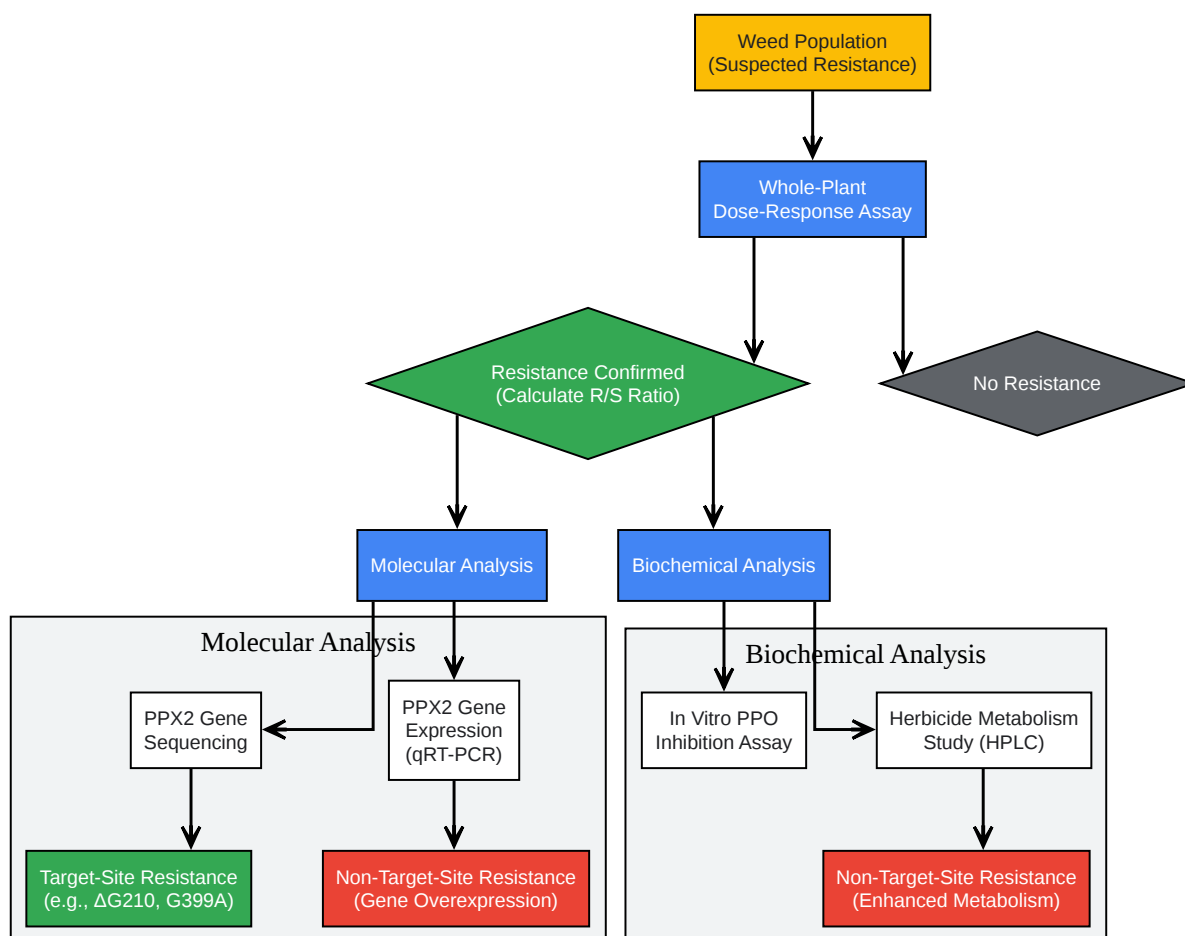 Weed Population
(Suspected Resistance)
Whole-Plant
Dose-Response Assay
Resistance Confirmed
(Calculate R/S Ratio)
No Resistance
Molecular Analysis
Biochemical Analysis
Molecular Analysis
Biochemical Analysis
PPX2 Gene
Sequencing
PPX2 Gene
Expression
(qRT-PCR)
In Vitro PPO
Inhibition Assay
Herbicide Metabolism
Study (HPLC)
Target-Site Resistance
(e.g., ΔG210, G399A)
Non-Target-Site Resistance
(Gene Overexpression)
Non-Target-Site Resistance
(Enhanced Metabolism)